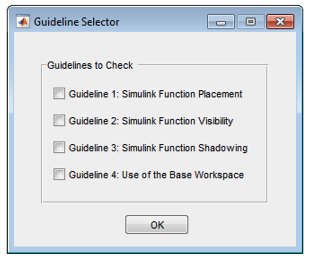 Guideline Selector
Guidelines to Check
Guideline 1: Simulink Function Placement
Guideline 2: Simulink Function Visibility
Guideline 3: Simulink Function Shadowing
Guideline 4: Use of the Base Workspace
OK